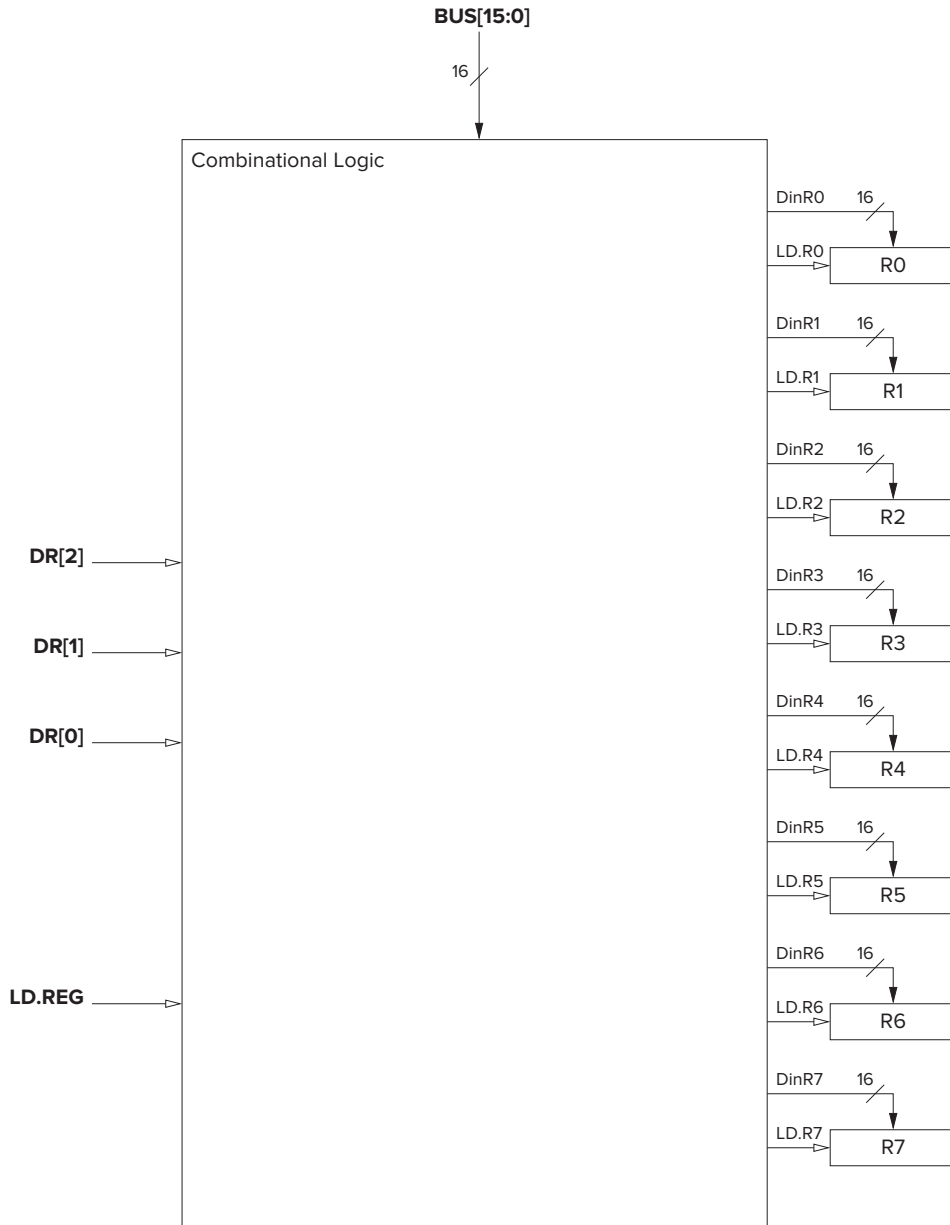 BUS[15:0]
16
Combinational Logic
DinR0 16
LD.R0
R0
DinR1 16
LD.R1
R1
DinR2 16
LD.R2
R2
DR[2]
DinR3 16
LD.R3
R3
DR[1]
DinR4 16
LD.R4
R4
DR[0]
DinR5 16
LD.R5
R5
DinR6 16
LD.R6
R6
LD.REG
DinR7 16
LD.R7
R7